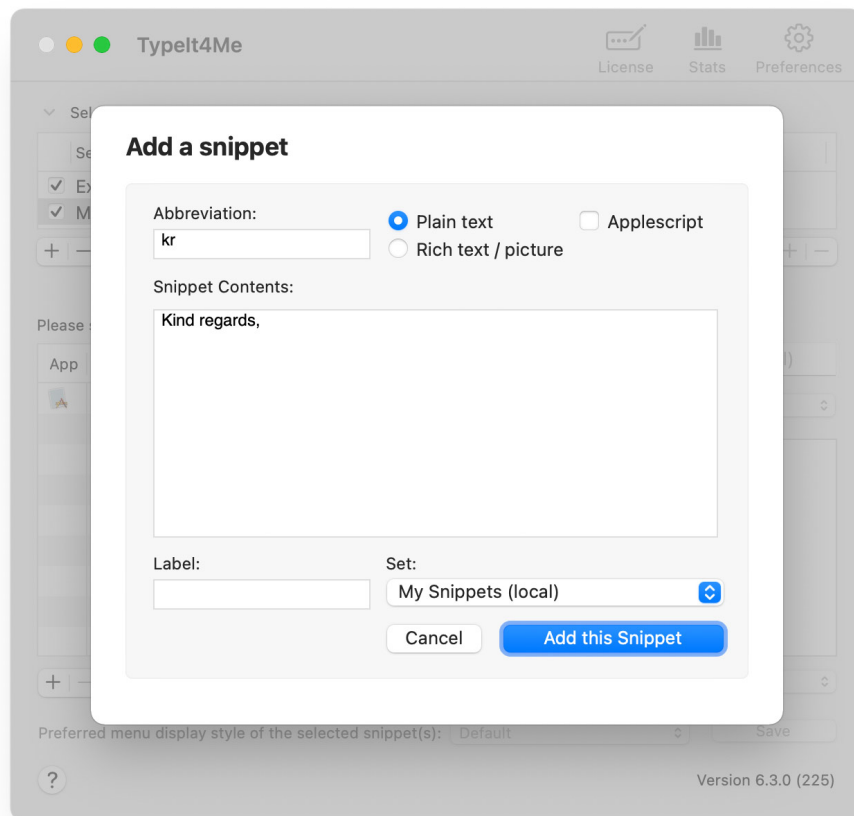 TypeIt4Me
License Stats Preferences
Add a snippet
Abbreviation:
kr
Plain text
Applescript
Rich text / picture
Snippet Contents:
Kind regards,
Please
App
Label:
Set:
My Snippets (local)
Cancel
Add this Snippet
Preferred menu display style of the selected snippet(s):
Default
Save
?
Version 6.3.0 (225)